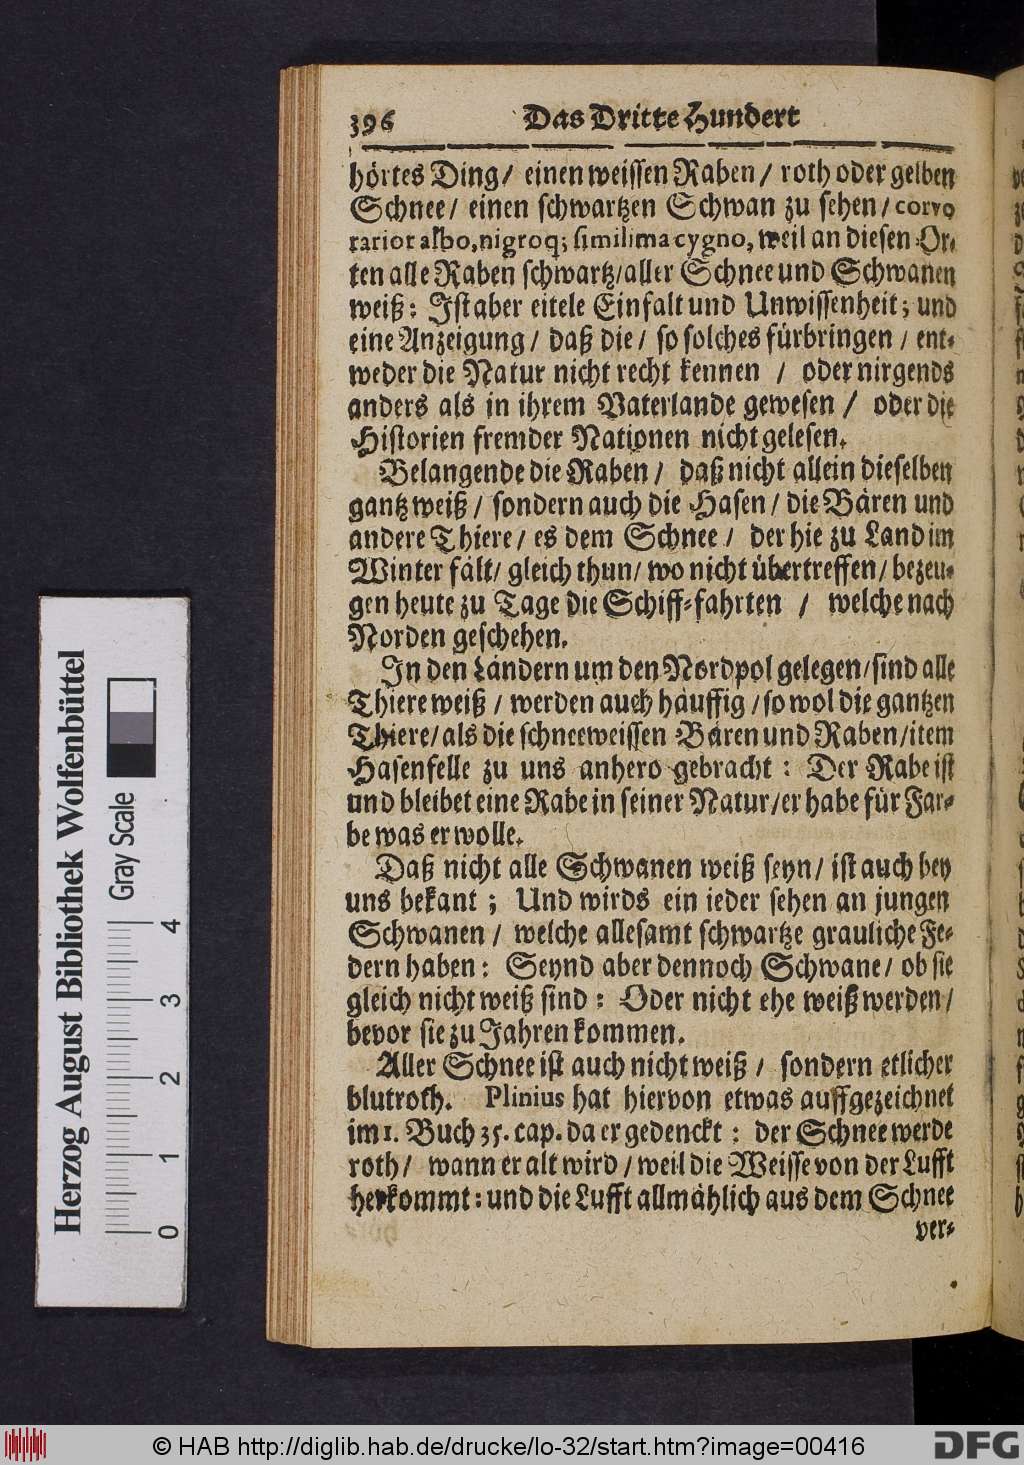 396 Das Dritte Hundert
hörtes Ding / einen weissen Raben / roth oder gelben
Schnee / einen schwartzen Schwan zu sehen / corvo
rarior albo, nigroq; similima cygno, weil an diesen Or-
ten alle Raben schwartz / aller Schnee und Schwanen
weiß: Ist aber eitele Einfalt und Unwissenheit; und
eine Anzeigung / daß die / so solches fürbringen / ent-
weder die Natur nicht recht kennen / oder nirgends
anders als in ihrem Vaterlande gewesen / oder die
Historien fremder Nationen nicht gelesen.
Belangende die Raben / daß nicht allein dieselben
gantz weiß / sondern auch die Hasen / die Bären und
andere Thiere / es dem Schnee / der hie zu Land im
Winter fält / gleich thun / wo nicht übertreffen / bezeu-
gen heute zu Tage die Schiff-fahrten / welche nach
Norden geschehen.
In den Ländern um den Nordpol gelegen / sind alle
Thiere weiß / werden auch häuffig / so wol die gantzen
Thiere / als die schneeweissen Bären und Raben / item
Hasenfelle zu uns anhero gebracht: Der Rabe ist
und bleibet eine Rabe in seiner Natur / er habe für Far-
be was er wolle.
Daß nicht alle Schwanen weiß seyn / ist auch bey
uns bekant; Und wirds ein ieder sehen an jungen
Schwanen / welche allesamt schwartze grauliche Fe-
dern haben: Seynd aber dennoch Schwane / ob sie
gleich nicht weiß sind: Oder nicht ehe weiß werden /
bevor sie zu Jahren kommen.
Aller Schnee ist auch nicht weiß / sondern etlicher
blutroth. Plinius hat hiervon etwas auffgezeichnet
im 1. Buch 35. cap. da er gedenckt: der Schnee werde
roth / wann er alt wird / weil die Weisse von der Lufft
herkommt: und die Lufft allmählich aus dem Schnee
ver-
Herzog August Bibliothek Wolfenbüttel
Gray Scale
0 1 2 3 4
© HAB http://diglib.hab.de/drucke/lo-32/start.htm?image=00416
DFG